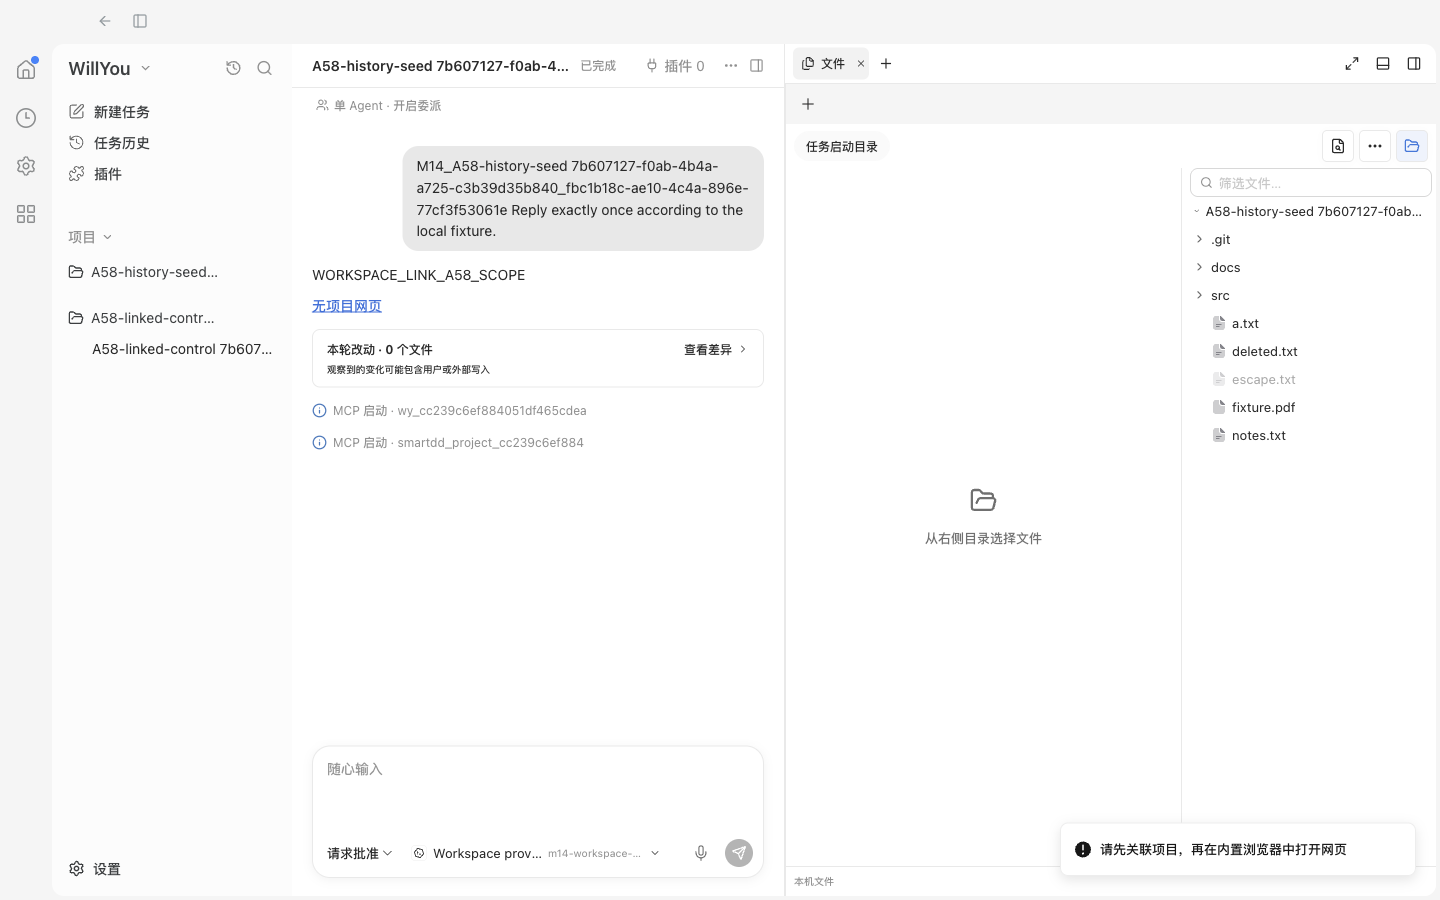 WillYou
新建任务
任务历史
插件
项目
A58-history-seed...
A58-linked-contr...
A58-linked-control 7b607...
设置
A58-history-seed 7b607127-f0ab-4... 已完成 插件 0
单 Agent · 开启委派
M14_A58-history-seed 7b607127-f0ab-4b4a-
a725-c3b39d35b840_fbc1b18c-ae10-4c4a-896e-
77cf3f53061e Reply exactly once according to the
local fixture.
WORKSPACE_LINK_A58_SCOPE
无项目网页
本轮改动 · 0 个文件 查看差异
观察到的变化可能包含用户或外部写入
MCP 启动 · wy_cc239c6ef884051df465cdea
MCP 启动 · smartdd_project_cc239c6ef884
随心输入
请求批准 Workspace prov... m14-workspace-...
文件
任务启动目录
从右侧目录选择文件
筛选文件...
A58-history-seed 7b607127-f0ab...
.git
docs
src
a.txt
deleted.txt
escape.txt
fixture.pdf
notes.txt
请先关联项目，再在内置浏览器中打开网页
本机文件